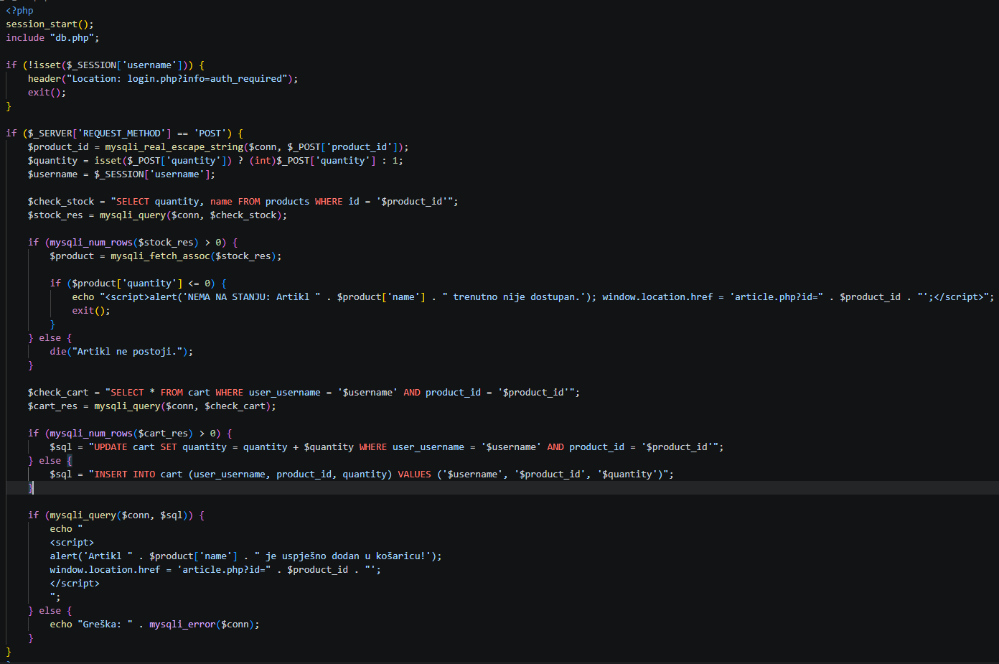 <?php
session_start();
include "db.php";

if (!isset($_SESSION['username'])) {
    header("Location: login.php?info=auth_required");
    exit();
}

if ($_SERVER['REQUEST_METHOD'] == 'POST') {
    $product_id = mysqli_real_escape_string($conn, $_POST['product_id']);
    $quantity = isset($_POST['quantity']) ? (int)$_POST['quantity'] : 1;
    $username = $_SESSION['username'];

    $check_stock = "SELECT quantity, name FROM products WHERE id = '$product_id'";
    $stock_res = mysqli_query($conn, $check_stock);

    if (mysqli_num_rows($stock_res) > 0) {
        $product = mysqli_fetch_assoc($stock_res);

        if ($product['quantity'] <= 0) {
            echo "<script>alert('NEMA NA STANJU: Artikl " . $product['name'] . " trenutno nije dostupan.'); window.location.href = 'article.php?id=" . $product_id . "';</script>";
            exit();
        }
    } else {
        die("Artikl ne postoji.");
    }

    $check_cart = "SELECT * FROM cart WHERE user_username = '$username' AND product_id = '$product_id'";
    $cart_res = mysqli_query($conn, $check_cart);

    if (mysqli_num_rows($cart_res) > 0) {
        $sql = "UPDATE cart SET quantity = quantity + $quantity WHERE user_username = '$username' AND product_id = '$product_id'";
    } else {
        $sql = "INSERT INTO cart (user_username, product_id, quantity) VALUES ('$username', '$product_id', '$quantity')";
    }

    if (mysqli_query($conn, $sql)) {
        echo "
        <script>
        alert('Artikl " . $product['name'] . " je uspješno dodan u košaricu!');
        window.location.href = 'article.php?id=" . $product_id . "';
        </script>
        ";
    } else {
        echo "Greška: " . mysqli_error($conn);
    }
}